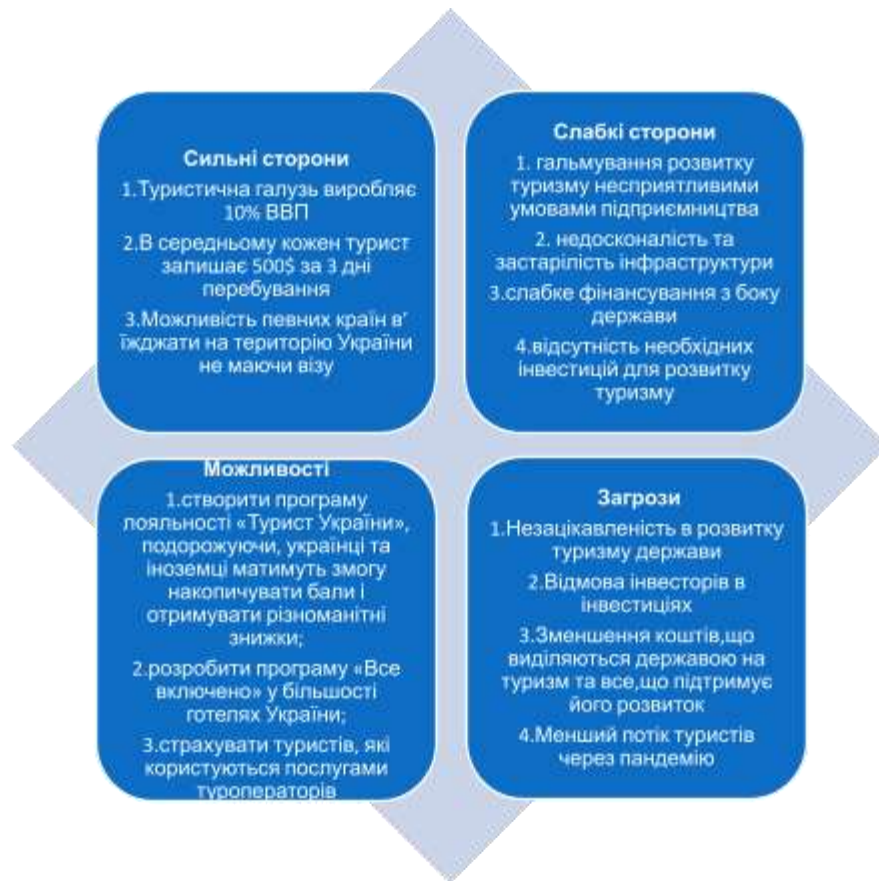 Сильні сторони
1.Туристична галузь виробляє
10% ВВП
2.В середньому кожен турист
залишає 500$ за 3 дні
перебування
3.Можливість певних країн в'
їжджати на територію України
не маючи візу
Слабкі сторони
1. гальмування розвитку
туризму несприятливими
умовами підприємництва
2. недосконалість та
застарілість інфраструктури
3.слабке фінансування з боку
держави
4.відсутність необхідних
інвестицій для розвитку
туризму
Можливості
1.створити програму
лояльності «Турист України»,
подорожуючи, українці та
іноземці матимуть змогу
накопичувати бали і
отримувати різноманітні
знижки;
2.розробити програму «Все
включено» у більшості
готелях України;
3.страхувати туристів, які
користуються послугами
туроператорів
Загрози
1.Незацікавленість в розвитку
туризму держави
2.Відмова інвесторів в
інвестиціях
3.Зменшення коштів,що
виділяються державою на
туризм та все,що підтримує
його розвиток
4.Менший потік туристів
через пандемію